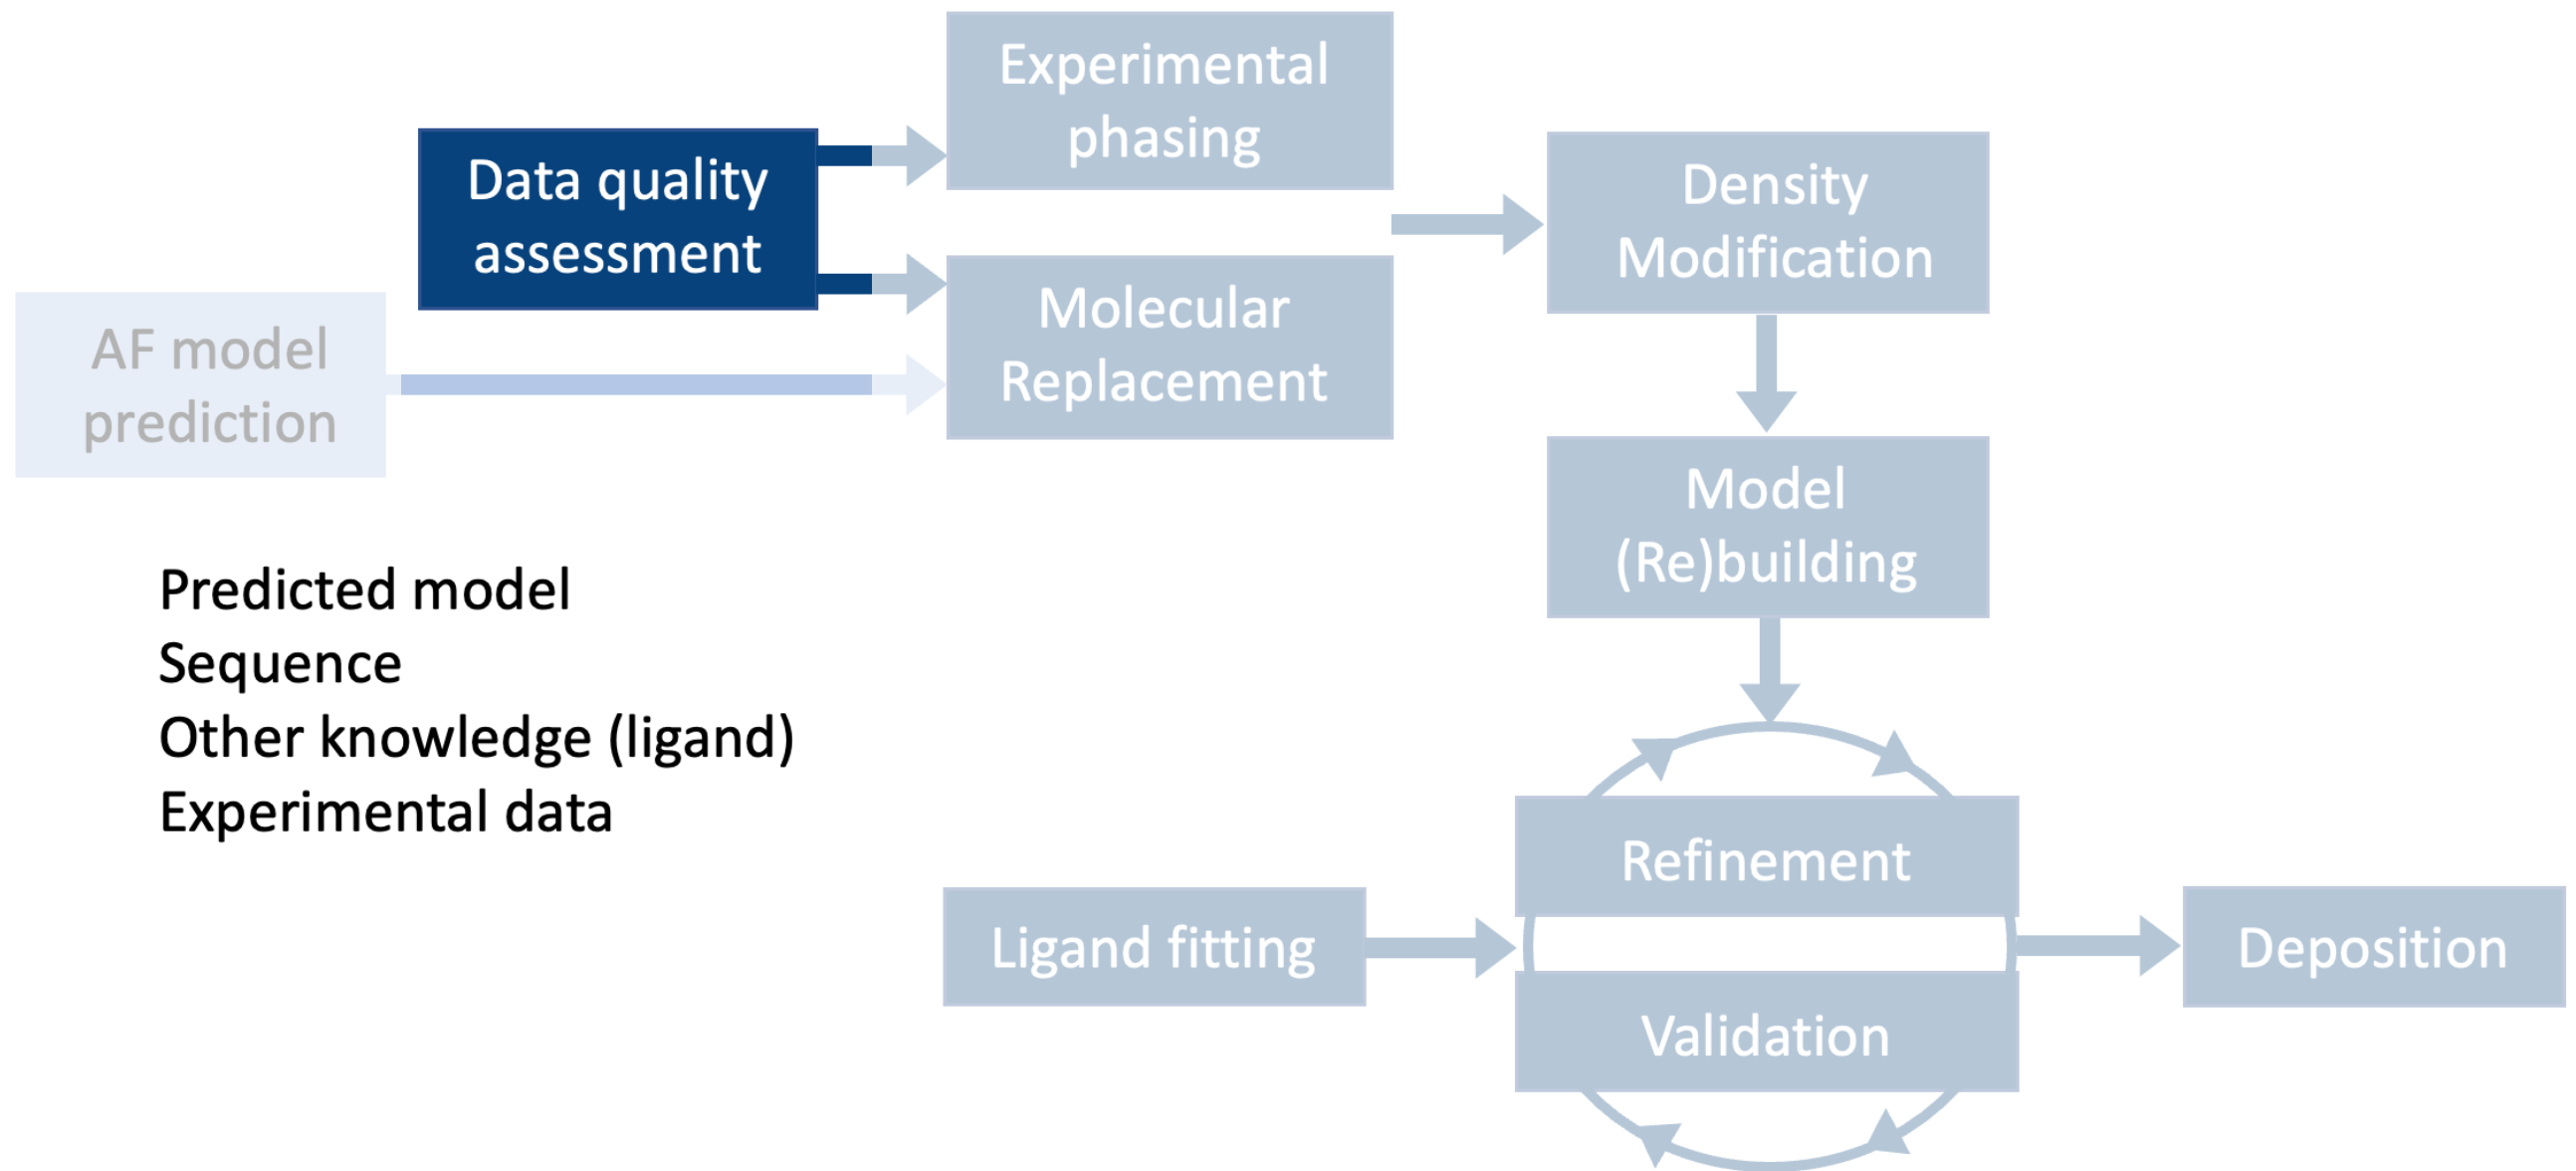 Experimental
phasing
Data quality
assessment
Density
Modification
Molecular
Replacement
AF model
prediction
Model
(Re)building
Predicted model
Sequence
Other knowledge (ligand)
Experimental data
Refinement
Ligand fitting
Validation
Deposition